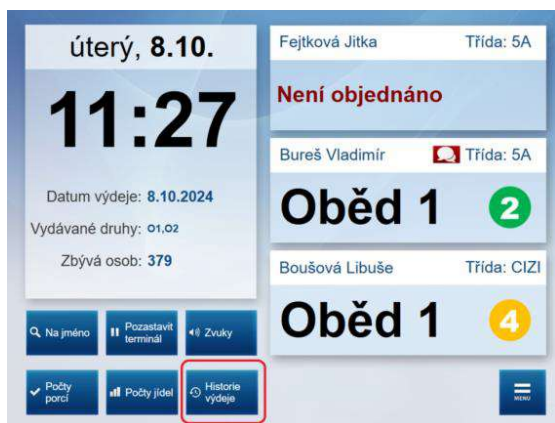 úterý, 8.10.
11:27
Datum výdeje: 8.10.2024
Vydávané druhy: O1,O2
Zbývá osob: 379
Na jméno
Pozastavit
terminál
Zvuky
Počty
porcí
Počty jídel
Historie
výdeje
Fejtková Jitka Třída: 5A
Není objednáno
Bureš Vladimír Třída: 5A
Oběd 1 2
Boušová Libuše Třída: CIZI
Oběd 1 4
MENU